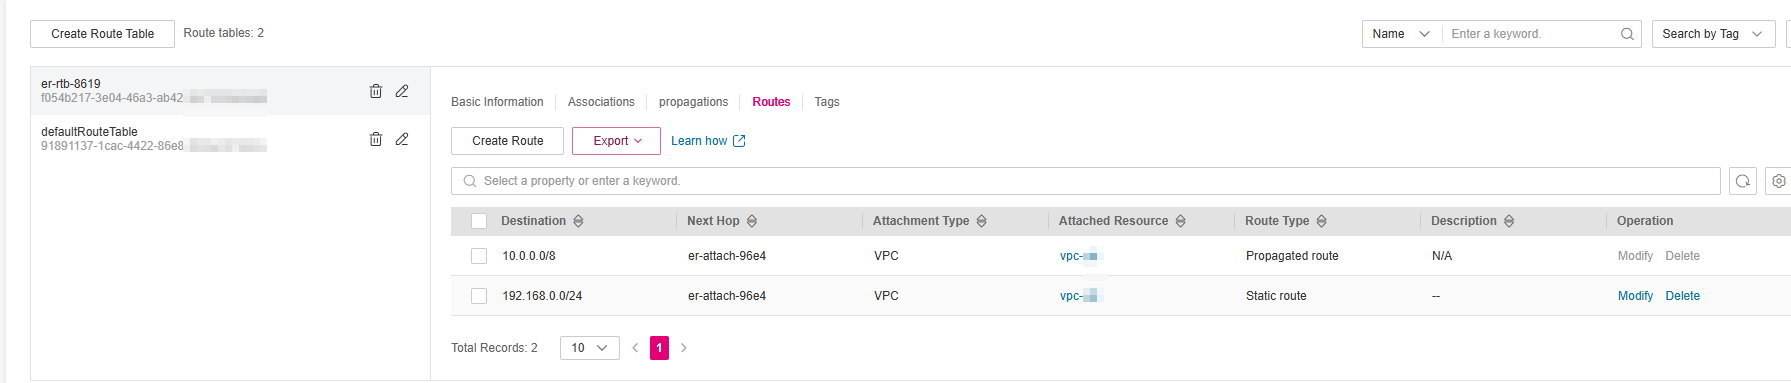 Create Route Table Route tables: 2 Name Enter a keyword. Search by Tag
er-rtb-8619
f054b217-3e04-46a3-ab42
defaultRouteTable
91891137-1cac-4422-86e8
Basic Information Associations propagations Routes Tags
Create Route Export Learn how
Select a property or enter a keyword.
Destination Next Hop Attachment Type Attached Resource Route Type Description Operation
10.0.0.0/8 er-attach-96e4 VPC vpc- Propagated route N/A Modify Delete
192.168.0.0/24 er-attach-96e4 VPC vpc- Static route -- Modify Delete
Total Records: 2 10 1